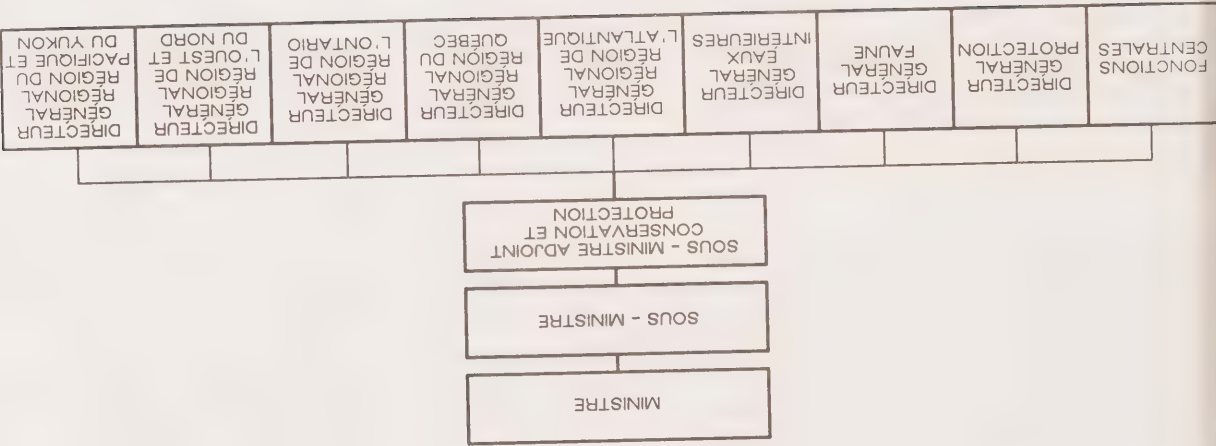 MINISTRE
SOUS - MINISTRE
SOUS - MINISTRE ADJOINT
CONSERVATION ET
PROTECTION
FONCTIONS
CENTRALES
DIRECTEUR
GÉNÉRAL
PROTECTION
DIRECTEUR
GÉNÉRAL
FAUNE
DIRECTEUR
GÉNÉRAL
EAUX
INTÉRIEURES
DIRECTEUR
GÉNÉRAL
RÉGIONAL
RÉGION DE
L'ATLANTIQUE
DIRECTEUR
GÉNÉRAL
RÉGIONAL
RÉGION DU
QUÉBEC
DIRECTEUR
GÉNÉRAL
RÉGIONAL
RÉGION DE
L'ONTARIO
DIRECTEUR
GÉNÉRAL
RÉGIONAL
RÉGION DE
L'OUEST ET
DU NORD
DIRECTEUR
GÉNÉRAL
RÉGIONAL
RÉGION DU
PACIFIQUE ET
DU YUKON